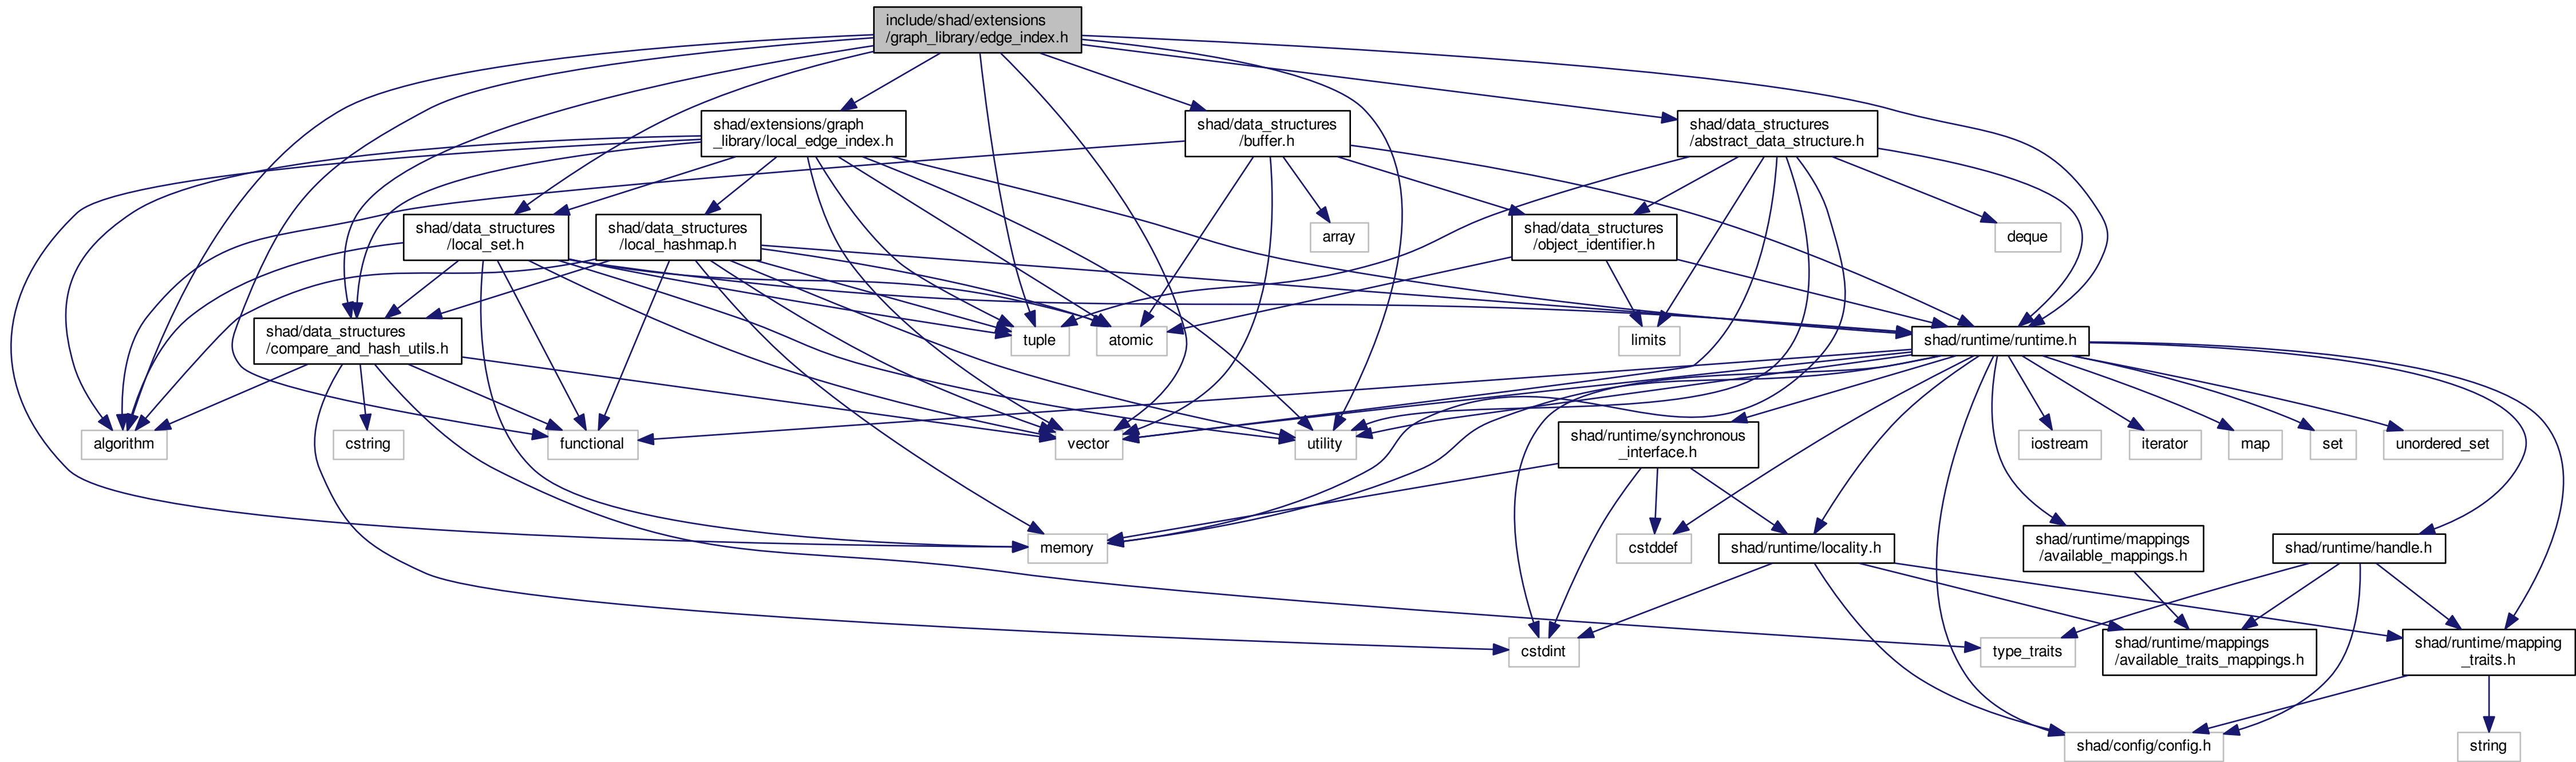 include/shad/extensions
/graph_library/edge_index.h
shad/extensions/graph
_library/local_edge_index.h
shad/data_structures
/buffer.h
shad/data_structures
/abstract_data_structure.h
shad/data_structures
/local_set.h
shad/data_structures
/local_hashmap.h
array
shad/data_structures
/object_identifier.h
deque
shad/data_structures
/compare_and_hash_utils.h
tuple
atomic
limits
shad/runtime/runtime.h
algorithm
cstring
functional
vector
utility
shad/runtime/synchronous
_interface.h
iostream
iterator
map
set
unordered_set
memory
cstddef
shad/runtime/locality.h
shad/runtime/mappings
/available_mappings.h
shad/runtime/handle.h
cstdint
type_traits
shad/runtime/mappings
/available_traits_mappings.h
shad/runtime/mapping
_traits.h
shad/config/config.h
string